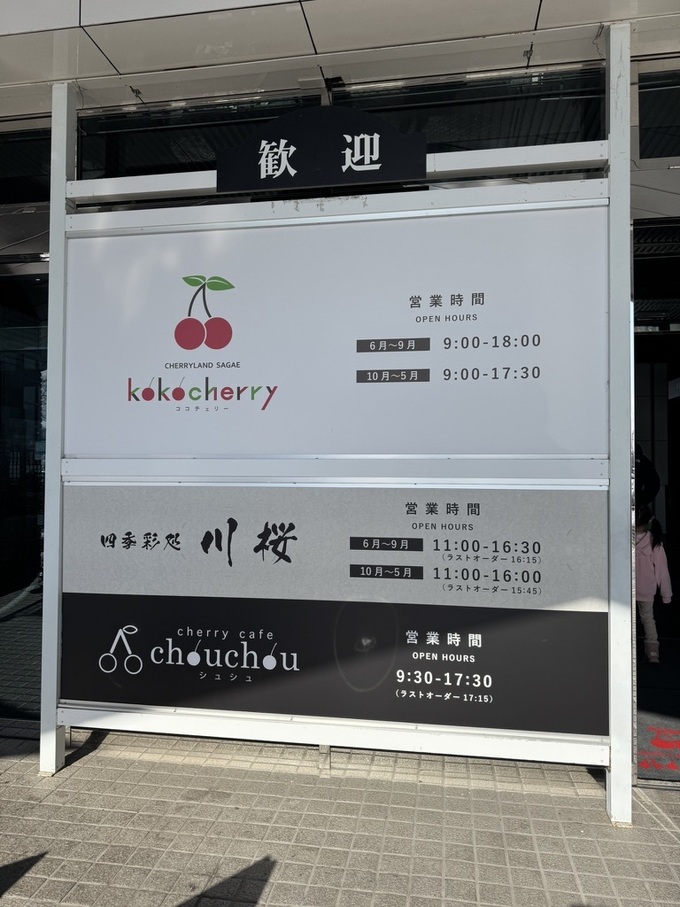 歓迎
CHERRYLAND SAGAE
kokocherry
ココチェリー
営業時間
OPEN HOURS
6月〜9月 9:00-18:00
10月〜5月 9:00-17:30
四季彩処 川桜
営業時間
OPEN HOURS
6月〜9月 11:00-16:30
(ラストオーダー 16:15)
10月〜5月 11:00-16:00
(ラストオーダー 15:45)
cherry cafe
chouchou
シュシュ
営業時間
OPEN HOURS
9:30-17:30
(ラストオーダー 17:15)